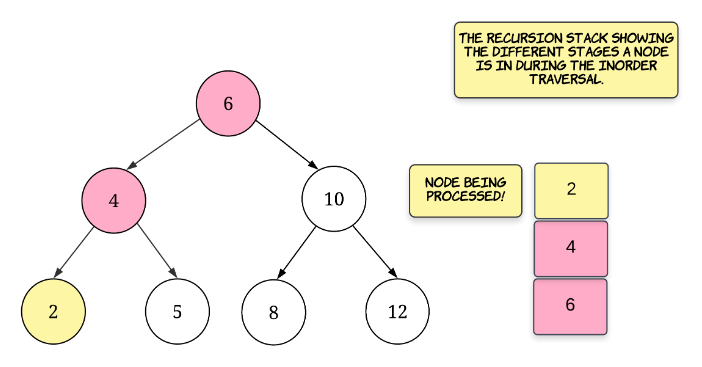 THE RECURSION STACK SHOWING
THE DIFFERENT STAGES A NODE
IS IN DURING THE INORDER
TRAVERSAL.
6
4
10
2
5
8
12
NODE BEING
PROCESSED!
2
4
6